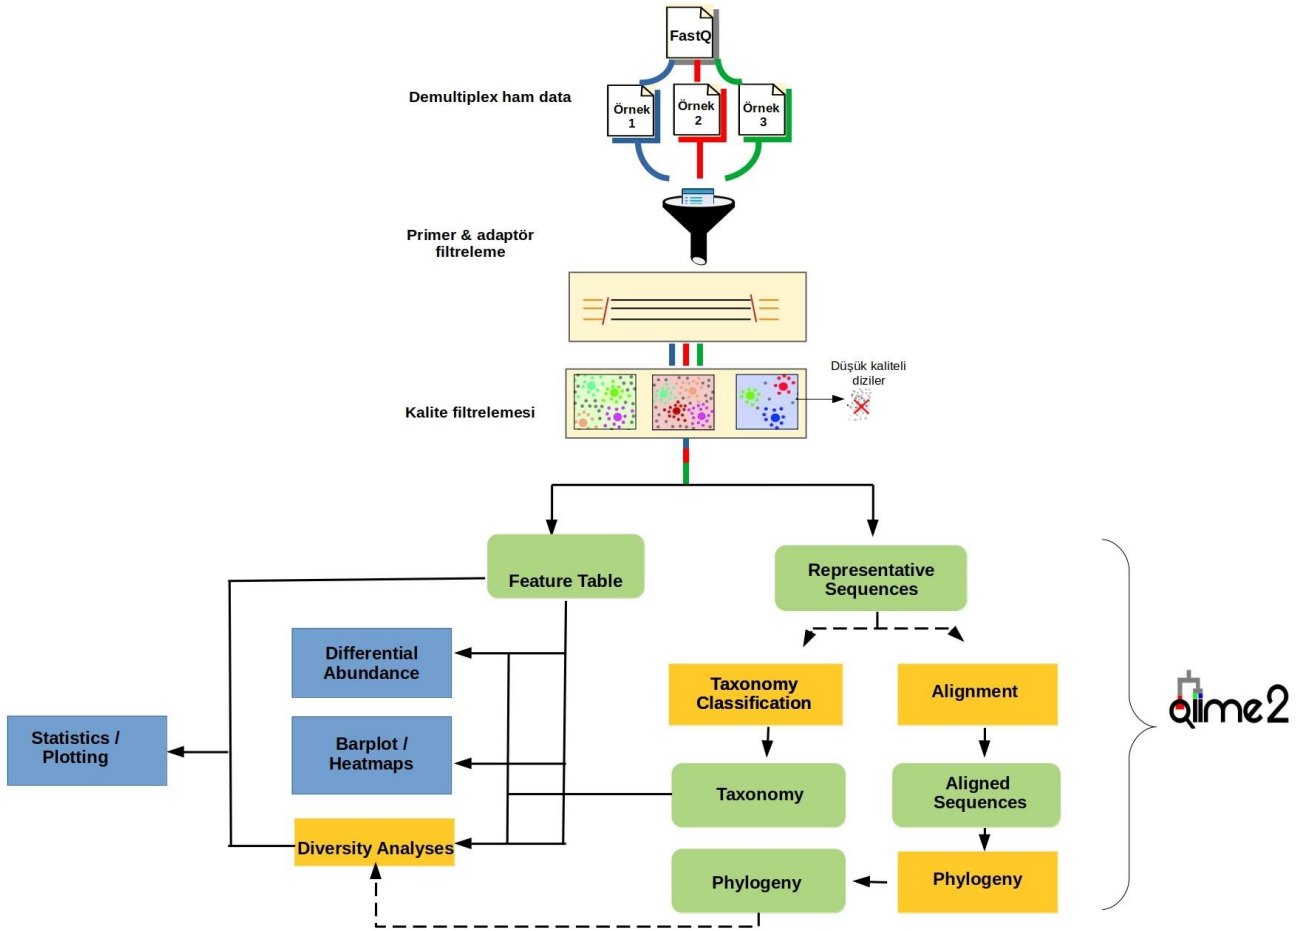 FastQ
Demultiplex ham data
Örnek
1
Örnek
2
Örnek
3
Primer & adaptör
filtreleme
Düşük kaliteli
diziler
Kalite filtrelemesi
Feature Table
Representative
Sequences
Differential
Abundance
Taxonomy
Classification
Alignment
qiime2
Statistics /
Plotting
Barplot /
Heatmaps
Taxonomy
Aligned
Sequences
Diversity Analyses
Phylogeny
Phylogeny